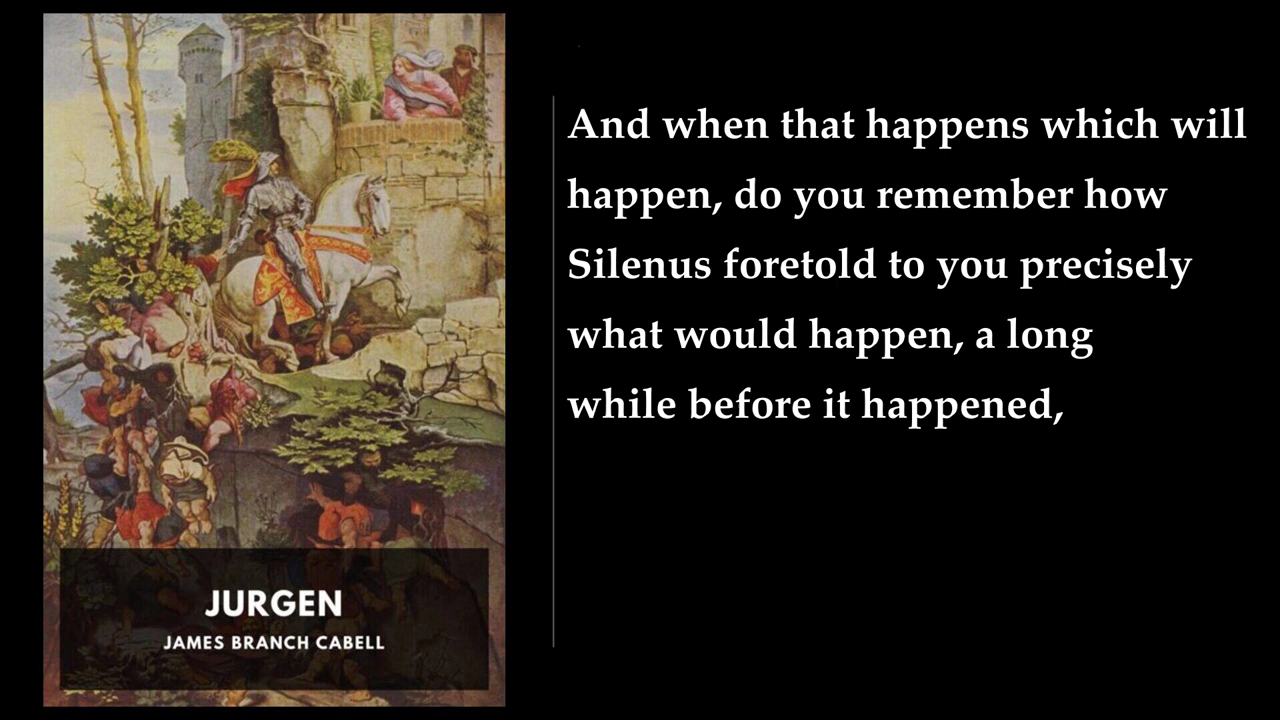 And when that happens which will
happen, do you remember how
Silenus foretold to you precisely
what would happen, a long
while before it happened,
JURGEN
JAMES BRANCH CABELL